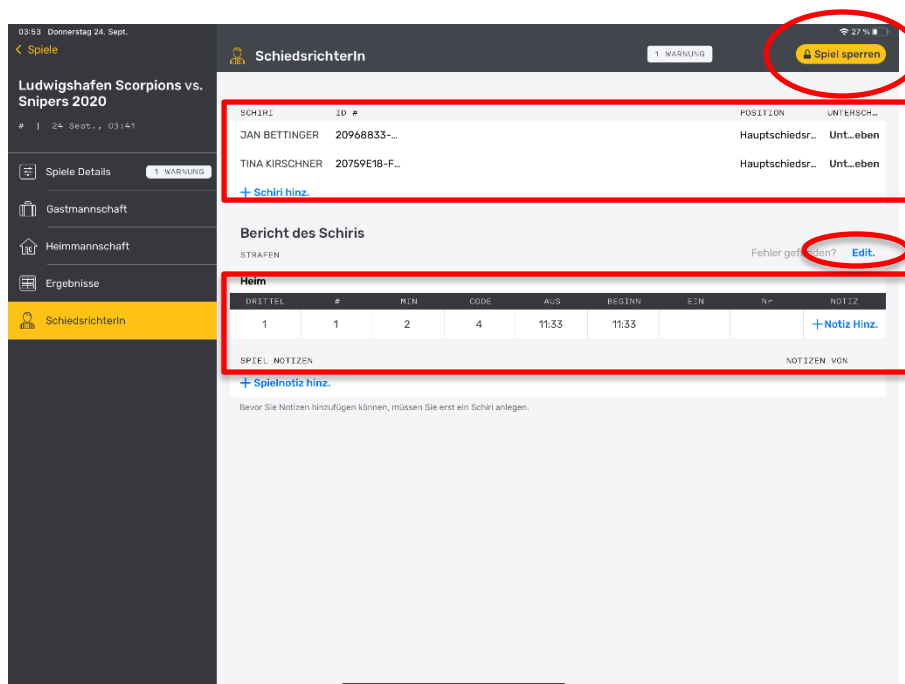 03:53 Donnerstag 24. Sept.
27 %
Spiele
SchiedsrichterIn
1 WARNUNG
Spiel sperren
Ludwigshafen Scorpions vs.
Snipers 2020
# | 24 Sept., 03:41
Spiele Details
1 WARNUNG
Gastmannschaft
Heimmannschaft
Ergebnisse
SchiedsrichterIn
SCHIRI ID # POSITION UNTERSCH…
JAN BETTINGER 20968833-… Hauptschiedsr… Unt…eben
TINA KIRSCHNER 20759E18-F… Hauptschiedsr… Unt…eben
+ Schiri hinz.
Bericht des Schiris
STRAFEN
Fehler gefunden? Edit.
Heim
DRITTEL # MIN CODE AUS BEGINN EIN Nr NOTIZ
1 1 2 4 11:33 11:33 +Notiz Hinz.
SPIEL NOTIZEN NOTIZEN VON
+ Spielnotiz hinz.
Bevor Sie Notizen hinzufügen können, müssen Sie erst ein Schiri anlegen.